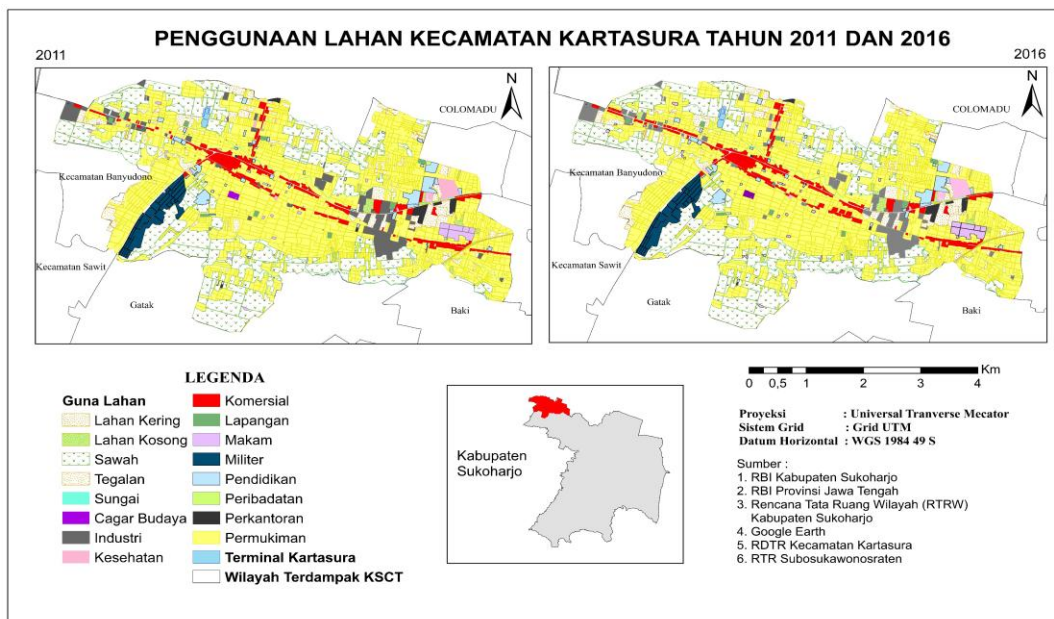 PENGGUNAAN LAHAN KECAMATAN KARTASURA TAHUN 2011 DAN 2016
2011
N
COLOMADU
Kecamatan Banyudono
Kecamatan Sawit
Gatak
Baki
2016
N
COLOMADU
Kecamatan Banyudono
Kecamatan Sawit
Gatak
Baki
LEGENDA
Guna Lahan
Lahan Kering
Lahan Kosong
Sawah
Tegalan
Sungai
Cagar Budaya
Industri
Kesehatan
Komersial
Lapangan
Makam
Militer
Pendidikan
Peribadatan
Perkantoran
Permukiman
Terminal Kartasura
Wilayah Terdampak KSCT
Kabupaten
Sukoharjo
Km
0 0,5 1 2 3 4
Proyeksi : Universal Tranverse Mecator
Sistem Grid : Grid UTM
Datum Horizontal : WGS 1984 49 S
Sumber :
1. RBI Kabupaten Sukoharjo
2. RBI Provinsi Jawa Tengah
3. Rencana Tata Ruang Wilayah (RTRW)
Kabupaten Sukoharjo
4. Google Earth
5. RDTR Kecamatan Kartasura
6. RTR Subosukawonosraten